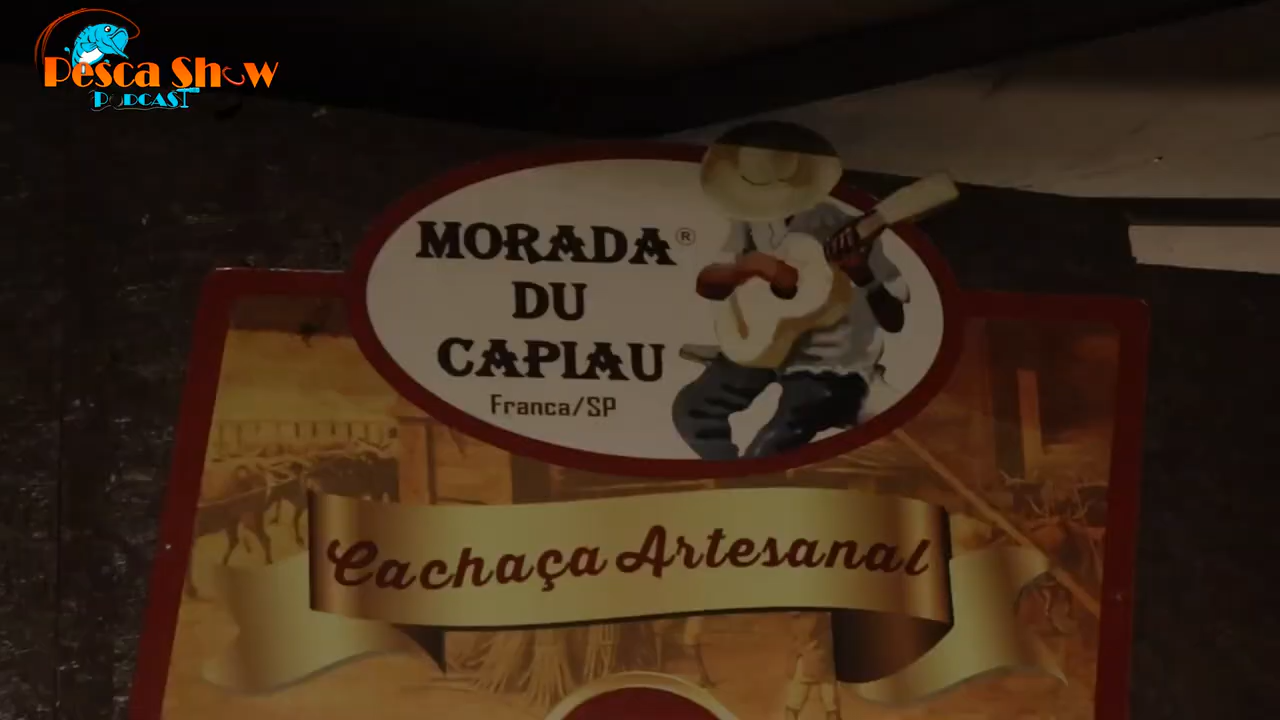 Pesca Show
PODCAST
MORADA®
DU
CAPIAU
Franca/SP
Cachaça Artesanal